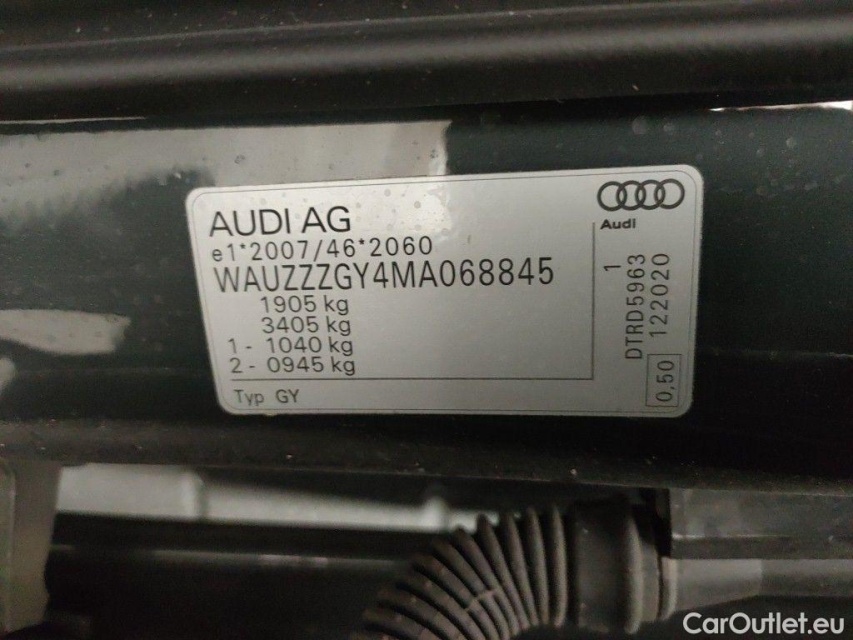 AUDI AG
e1*2007/46*2060
WAUZZZGY4MA068845
1905 kg
3405 kg
1 - 1040 kg
2 - 0945 kg
Typ GY
Audi
DTRD5963 1
122020
0,50
CarOutlet.eu